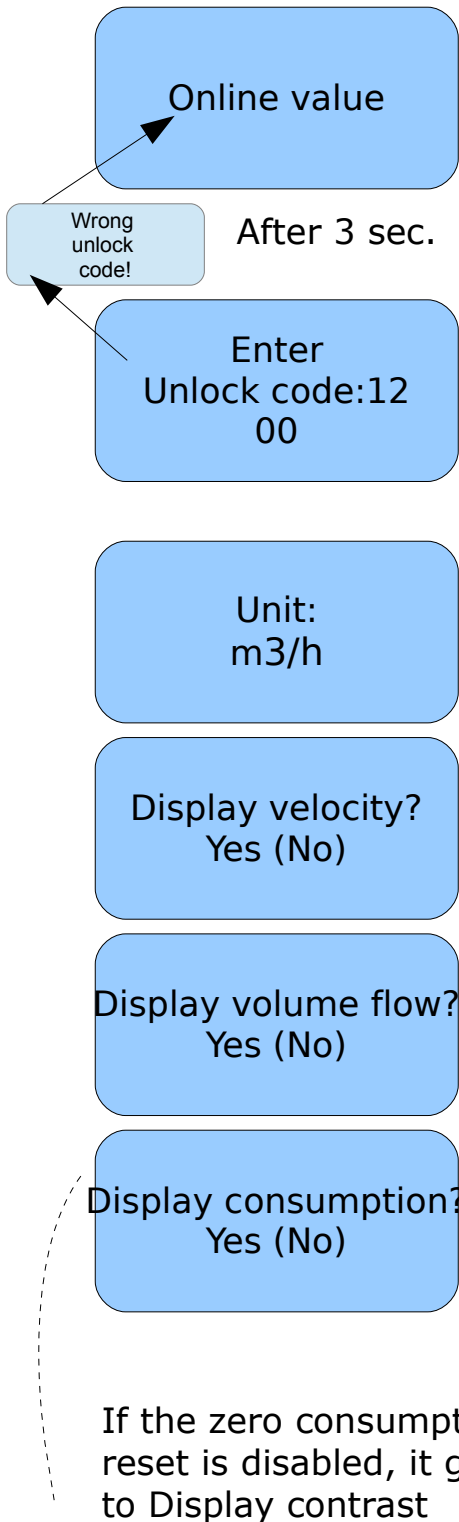 Online value
Wrong
unlock
code!
After 3 sec.
Enter
Unlock code:12
00
Unit:
m3/h
Display velocity?
Yes (No)
Display volume flow?
Yes (No)
Display consumption?
Yes (No)
If the zero consumpt
reset is disabled, it g
to Display contrast